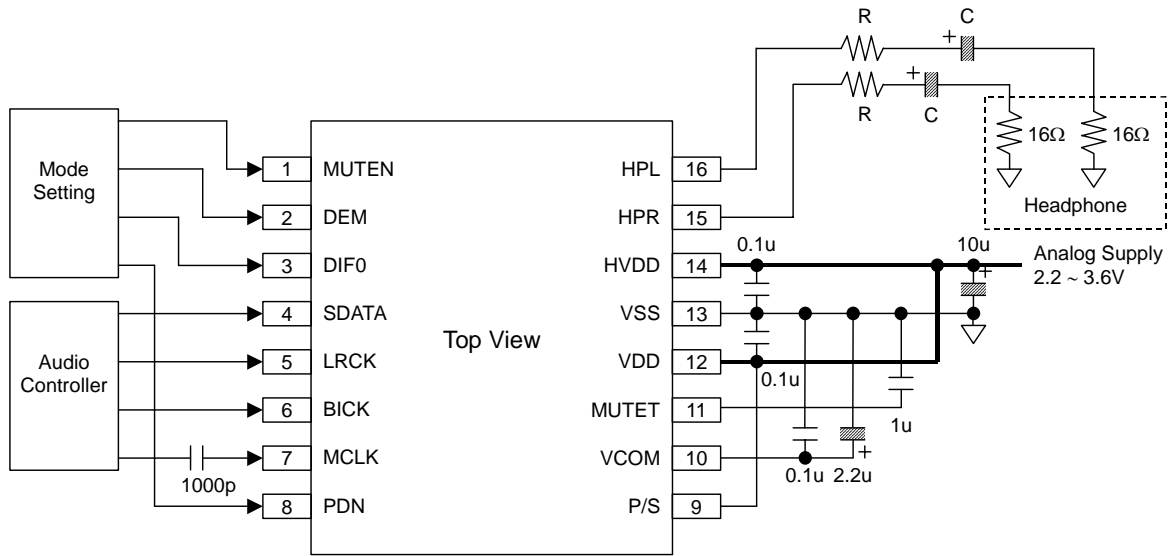 R
C
+
+
R
C
16Ω
16Ω
Headphone
Mode
Setting
Audio
Controller
1000p
1
MUTEN
2
DEM
3
DIF0
4
SDATA
5
LRCK
6
BICK
7
MCLK
8
PDN
Top View
HPL
16
HPR
15
HVDD
14
VSS
13
VDD
12
MUTET
11
VCOM
10
P/S
9
0.1u
10u
+
Analog Supply
2.2 ~ 3.6V
0.1u
1u
+
0.1u
2.2u